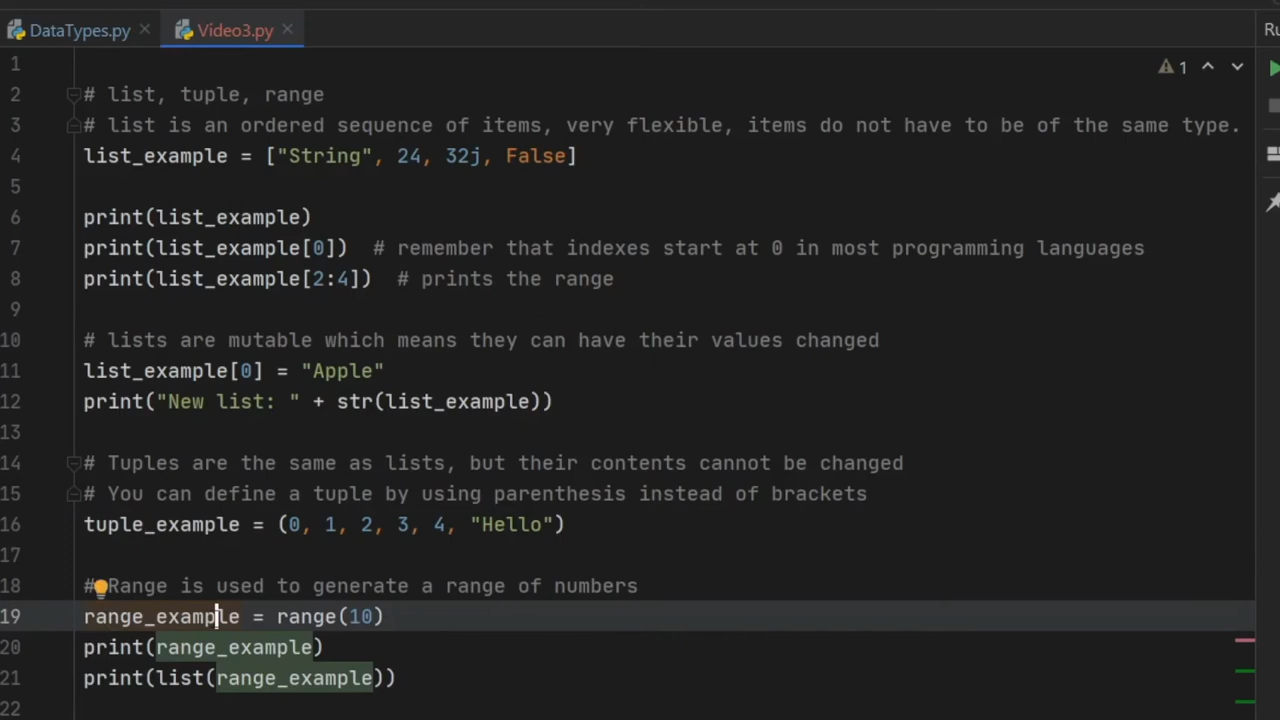 DataTypes.py
Video3.py
1
1
2 # list, tuple, range
3 # list is an ordered sequence of items, very flexible, items do not have to be of the same type.
4 list_example = ["String", 24, 32j, False]
5
6 print(list_example)
7 print(list_example[0])  # remember that indexes start at 0 in most programming languages
8 print(list_example[2:4])  # prints the range
9
10 # lists are mutable which means they can have their values changed
11 list_example[0] = "Apple"
12 print("New list: " + str(list_example))
13
14 # Tuples are the same as lists, but their contents cannot be changed
15 # You can define a tuple by using parenthesis instead of brackets
16 tuple_example = (0, 1, 2, 3, 4, "Hello")
17
18 # Range is used to generate a range of numbers
19 range_example = range(10)
20 print(range_example)
21 print(list(range_example))
22